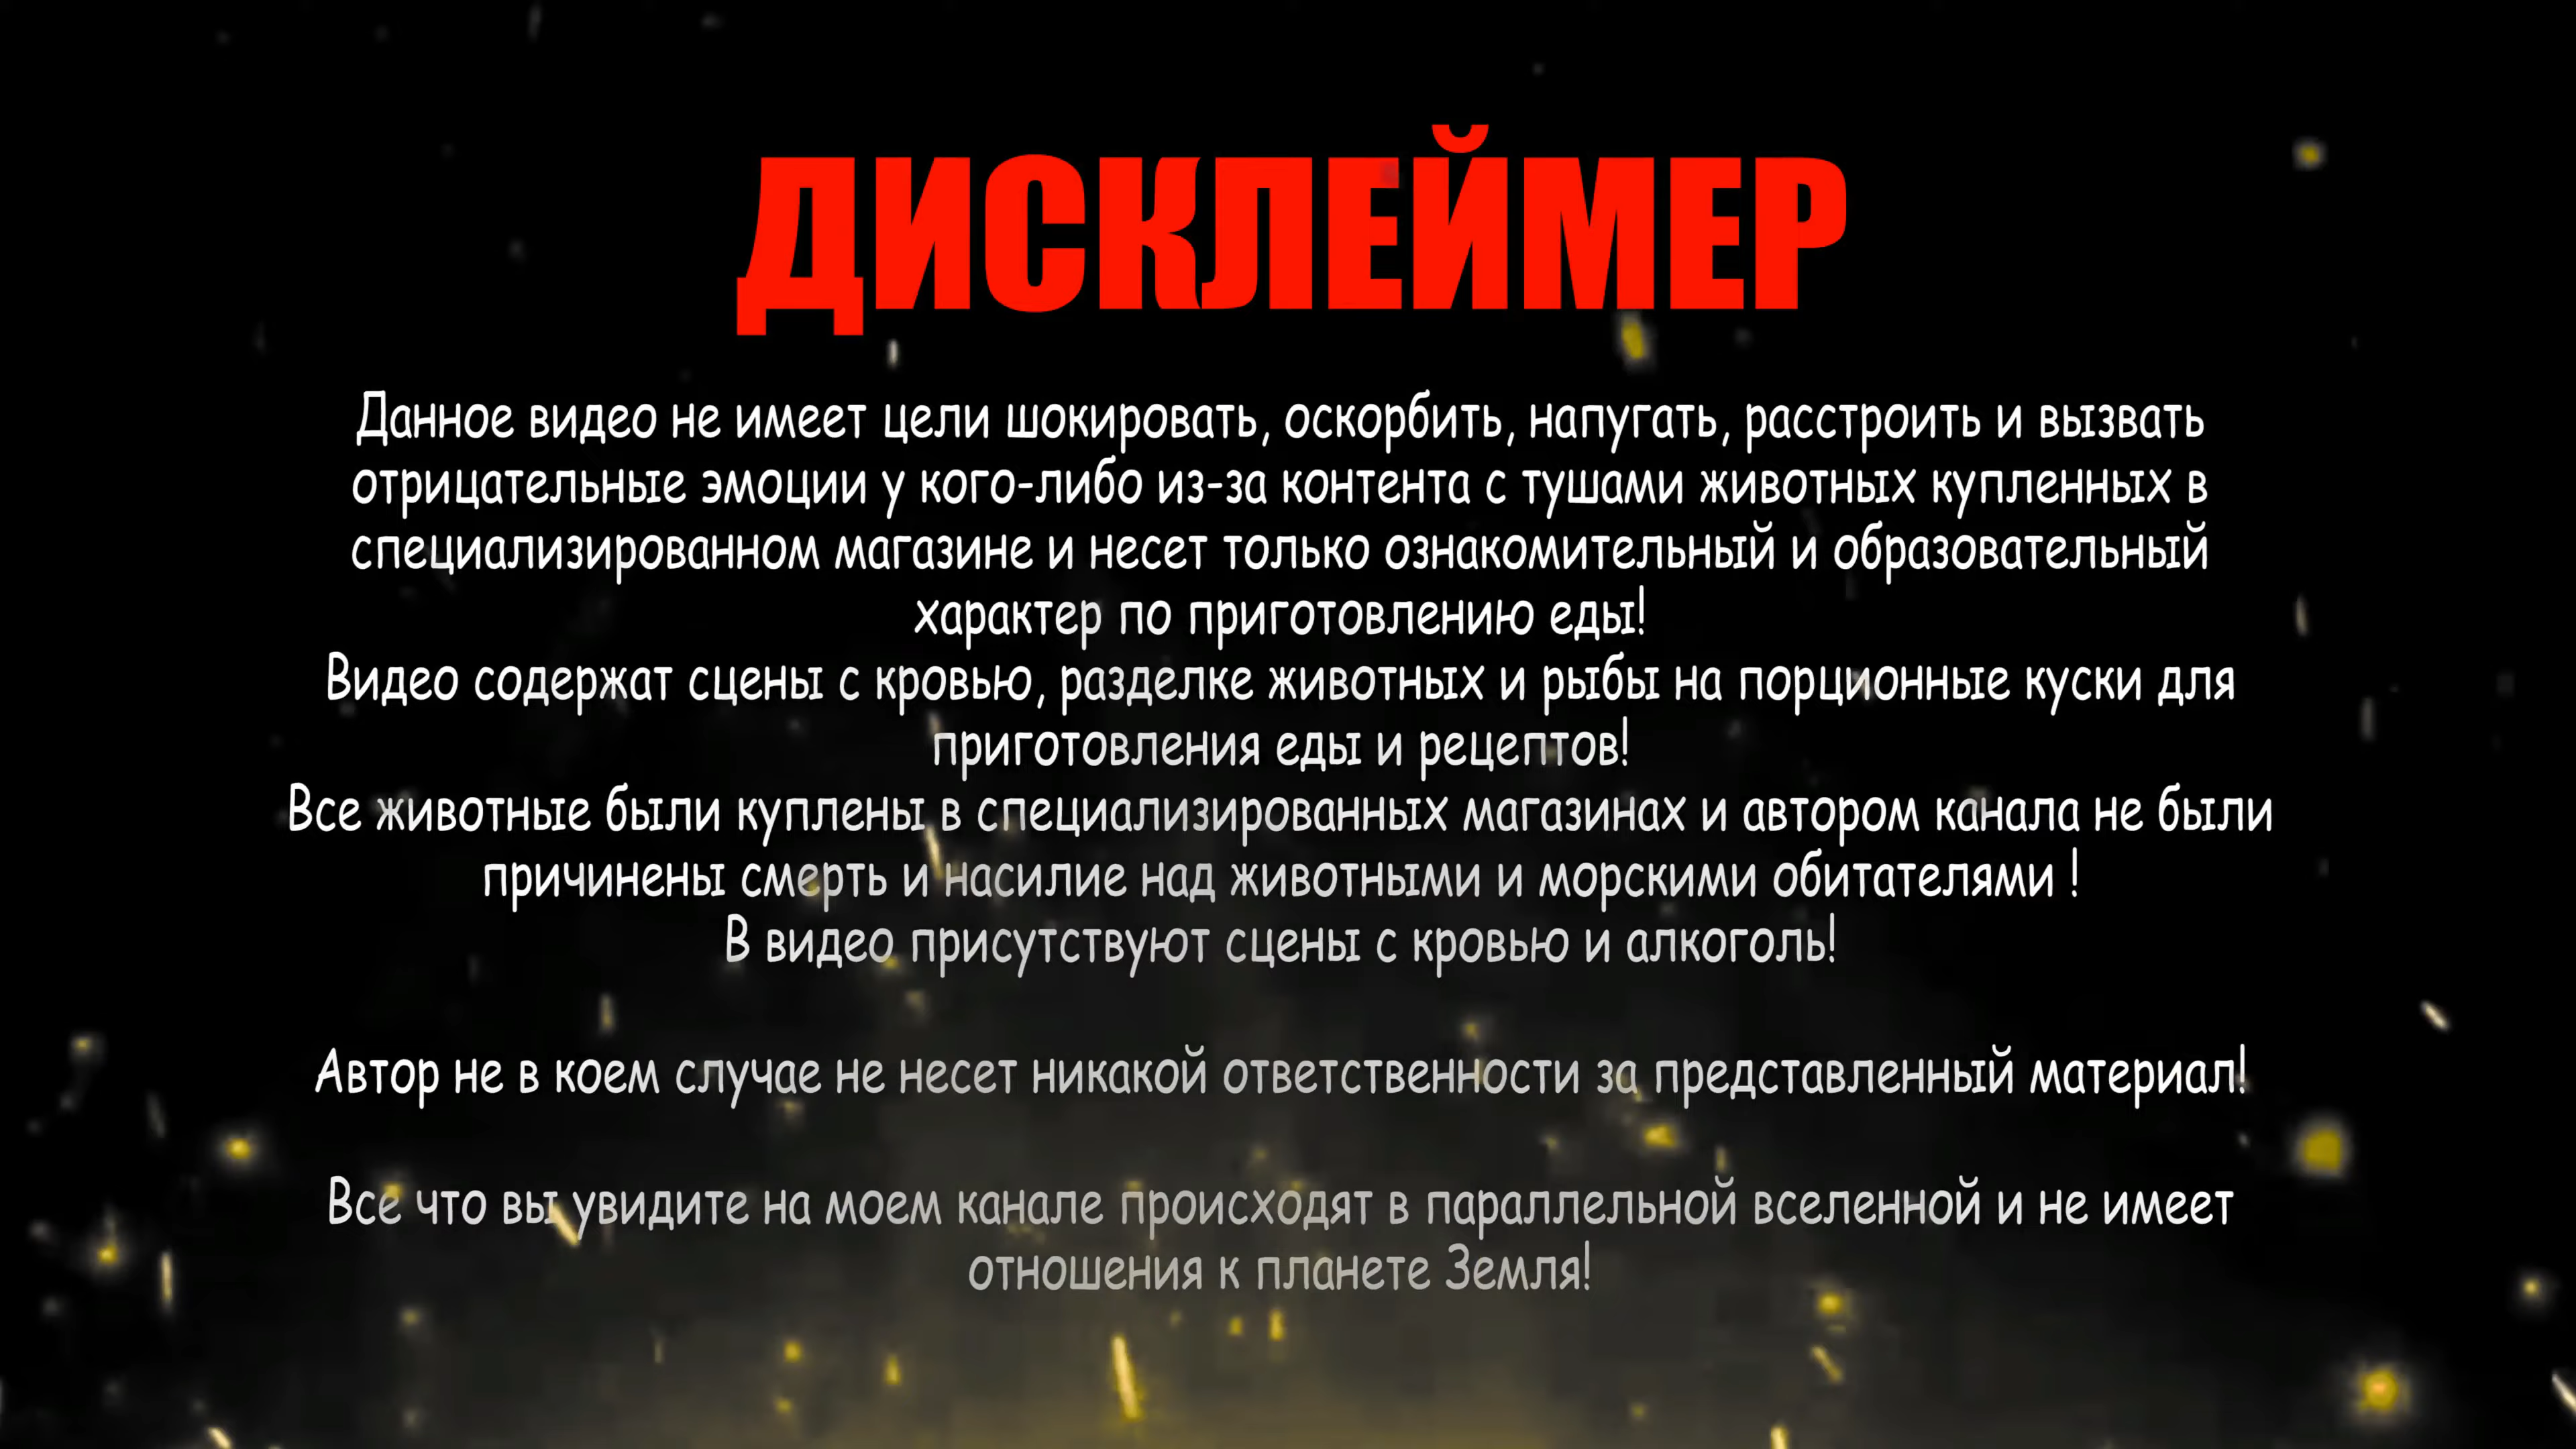 ДИСКЛЕЙМЕР
Данное видео не имеет цели шокировать, оскорбить, напугать, расстроить и вызвать
отрицательные эмоции у кого-либо из-за контента с тушами животных купленных в
специализированном магазине и несет только ознакомительный и образовательный
характер по приготовлению еды!
Видео содержат сцены с кровью, разделке животных и рыбы на порционные куски для
приготовления еды и рецептов!
Все животные были куплены в специализированных магазинах и автором канала не были
причинены смерть и насилие над животными и морскими обитателями !
В видео присутствуют сцены с кровью и алкоголь!
Автор не в коем случае не несет никакой ответственности за представленный материал!
Все что вы увидите на моем канале происходят в параллельной вселенной и не имеет
отношения к планете Земля!